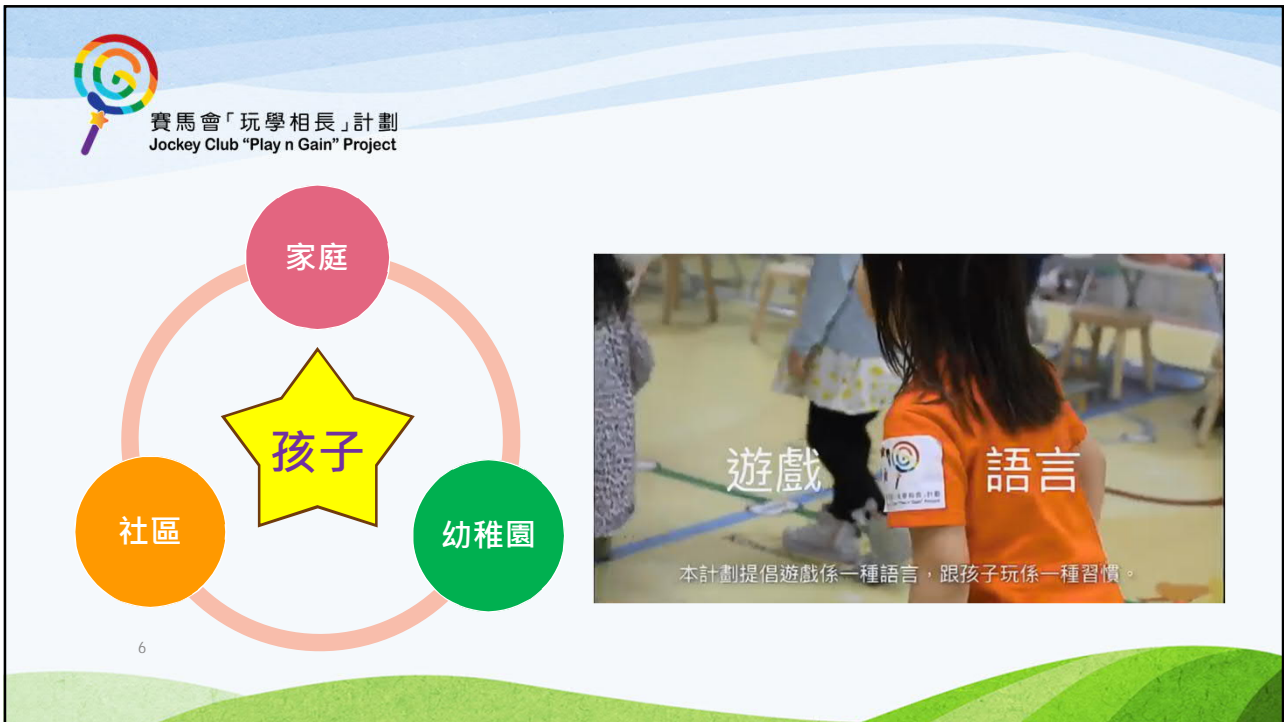 賽馬會「玩學相長」計劃
Jockey Club “Play n Gain” Project
家庭
孩子
社區
幼稚園
遊戲
語言
本計劃提倡遊戲係一種語言，跟孩子玩係一種習慣。
6